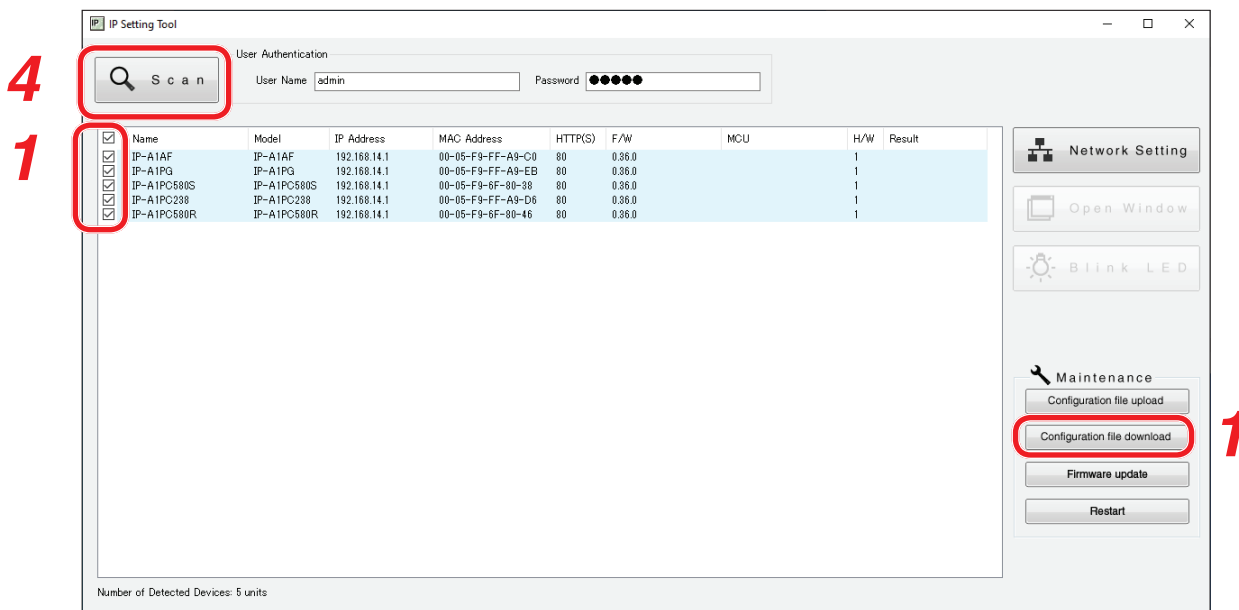 IP IP Setting Tool
4
Scan
User Authentication
User Name admin Password ●●●●●
1
Name Model IP Address MAC Address HTTP(S) F/W MCU H/W Result
IP-A1AF IP-A1AF 192.168.14.1 00-05-F9-FF-A9-C0 80 0.36.0 1
IP-A1PG IP-A1PG 192.168.14.1 00-05-F9-FF-A9-EB 80 0.36.0 1
IP-A1PC580S IP-A1PC580S 192.168.14.1 00-05-F9-6F-80-38 80 0.36.0 1
IP-A1PC238 IP-A1PC238 192.168.14.1 00-05-F9-FF-A9-D6 80 0.36.0 1
IP-A1PC580R IP-A1PC580R 192.168.14.1 00-05-F9-6F-80-46 80 0.36.0 1
Network Setting
Open Window
Blink LED
Maintenance
Configuration file upload
Configuration file download
1
Firmware update
Restart
Number of Detected Devices: 5 units